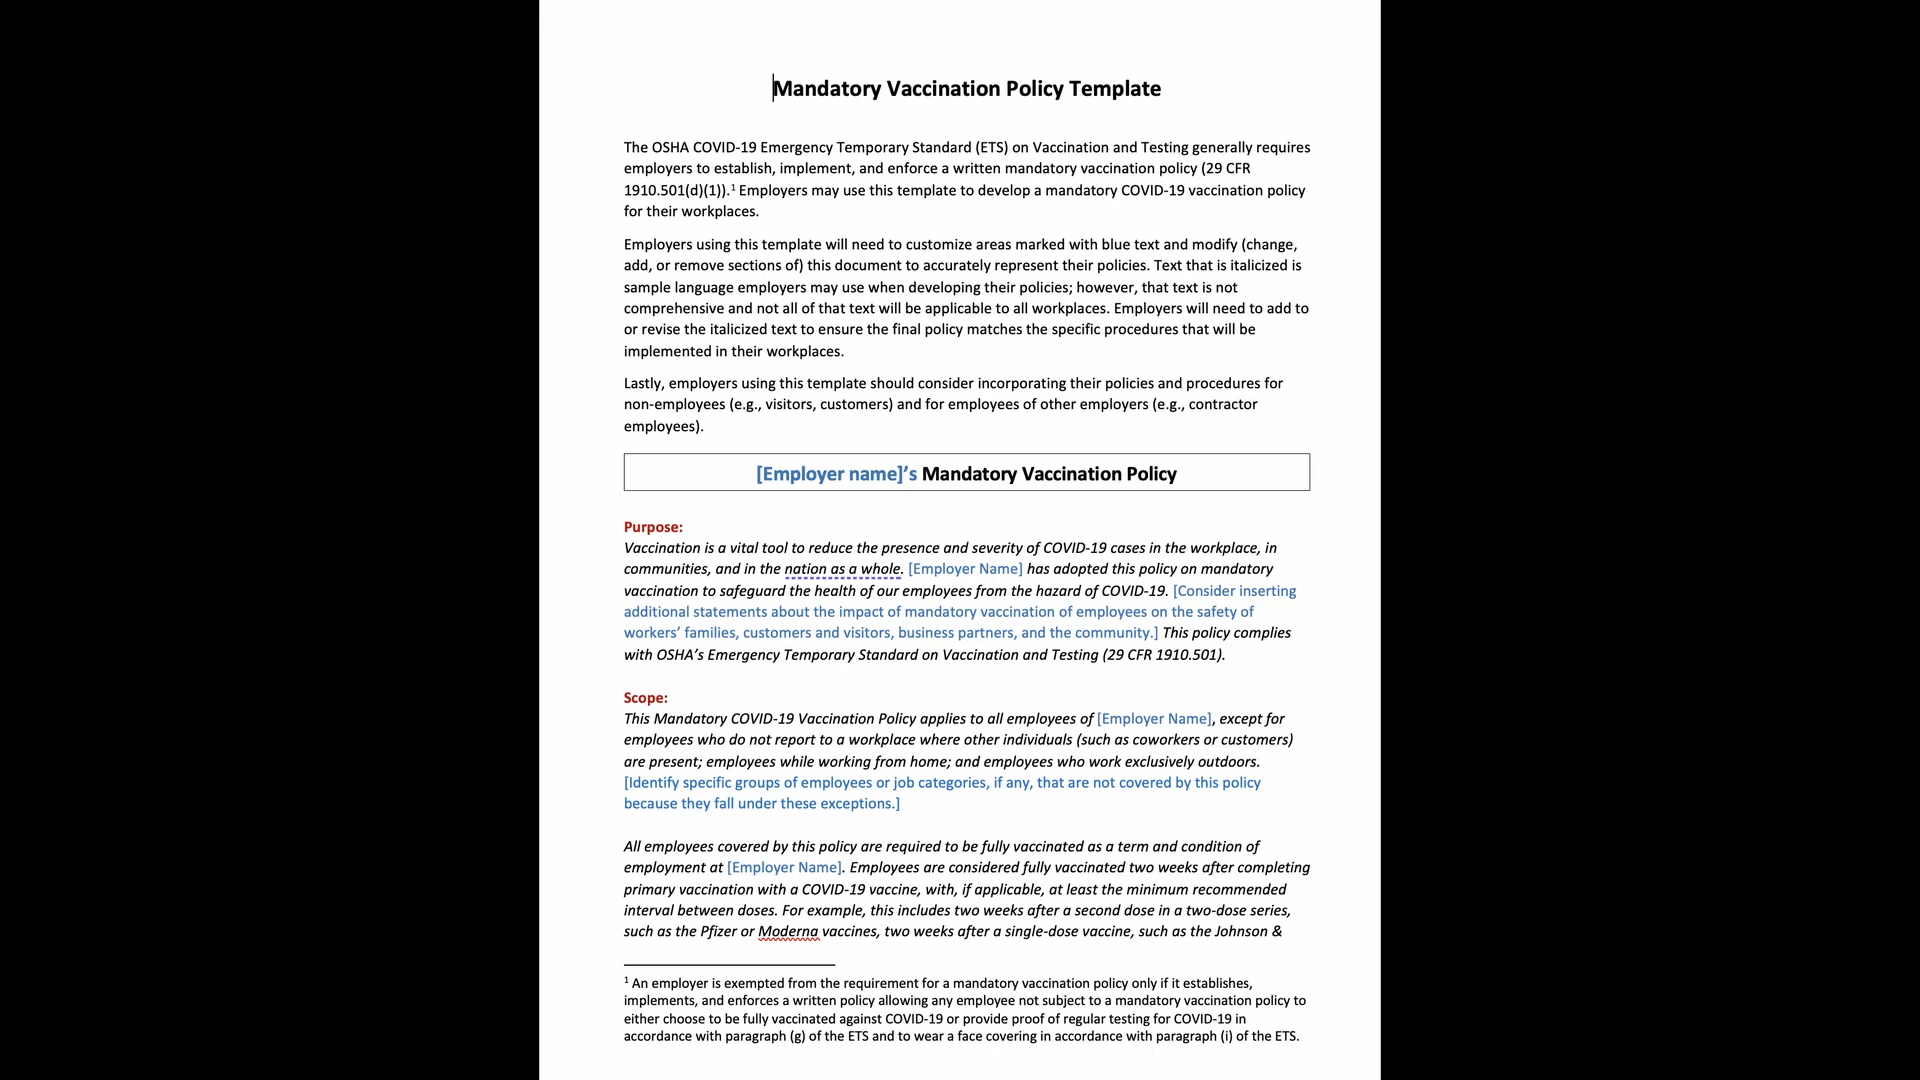 Mandatory Vaccination Policy Template
The OSHA COVID-19 Emergency Temporary Standard (ETS) on Vaccination and Testing generally requires
employers to establish, implement, and enforce a written mandatory vaccination policy (29 CFR
1910.501(d)(1)).¹ Employers may use this template to develop a mandatory COVID-19 vaccination policy
for their workplaces.
Employers using this template will need to customize areas marked with blue text and modify (change,
add, or remove sections of) this document to accurately represent their policies. Text that is italicized is
sample language employers may use when developing their policies; however, that text is not
comprehensive and not all of that text will be applicable to all workplaces. Employers will need to add to
or revise the italicized text to ensure the final policy matches the specific procedures that will be
implemented in their workplaces.
Lastly, employers using this template should consider incorporating their policies and procedures for
non-employees (e.g., visitors, customers) and for employees of other employers (e.g., contractor
employees).
[Employer name]’s Mandatory Vaccination Policy
Purpose:
Vaccination is a vital tool to reduce the presence and severity of COVID-19 cases in the workplace, in
communities, and in the nation as a whole. [Employer Name] has adopted this policy on mandatory
vaccination to safeguard the health of our employees from the hazard of COVID-19. [Consider inserting
additional statements about the impact of mandatory vaccination of employees on the safety of
workers’ families, customers and visitors, business partners, and the community.] This policy complies
with OSHA’s Emergency Temporary Standard on Vaccination and Testing (29 CFR 1910.501).
Scope:
This Mandatory COVID-19 Vaccination Policy applies to all employees of [Employer Name], except for
employees who do not report to a workplace where other individuals (such as coworkers or customers)
are present; employees while working from home; and employees who work exclusively outdoors.
[Identify specific groups of employees or job categories, if any, that are not covered by this policy
because they fall under these exceptions.]
All employees covered by this policy are required to be fully vaccinated as a term and condition of
employment at [Employer Name]. Employees are considered fully vaccinated two weeks after completing
primary vaccination with a COVID-19 vaccine, with, if applicable, at least the minimum recommended
interval between doses. For example, this includes two weeks after a second dose in a two-dose series,
such as the Pfizer or Moderna vaccines, two weeks after a single-dose vaccine, such as the Johnson &
¹ An employer is exempted from the requirement for a mandatory vaccination policy only if it establishes,
implements, and enforces a written policy allowing any employee not subject to a mandatory vaccination policy to
either choose to be fully vaccinated against COVID-19 or provide proof of regular testing for COVID-19 in
accordance with paragraph (g) of the ETS and to wear a face covering in accordance with paragraph (i) of the ETS.